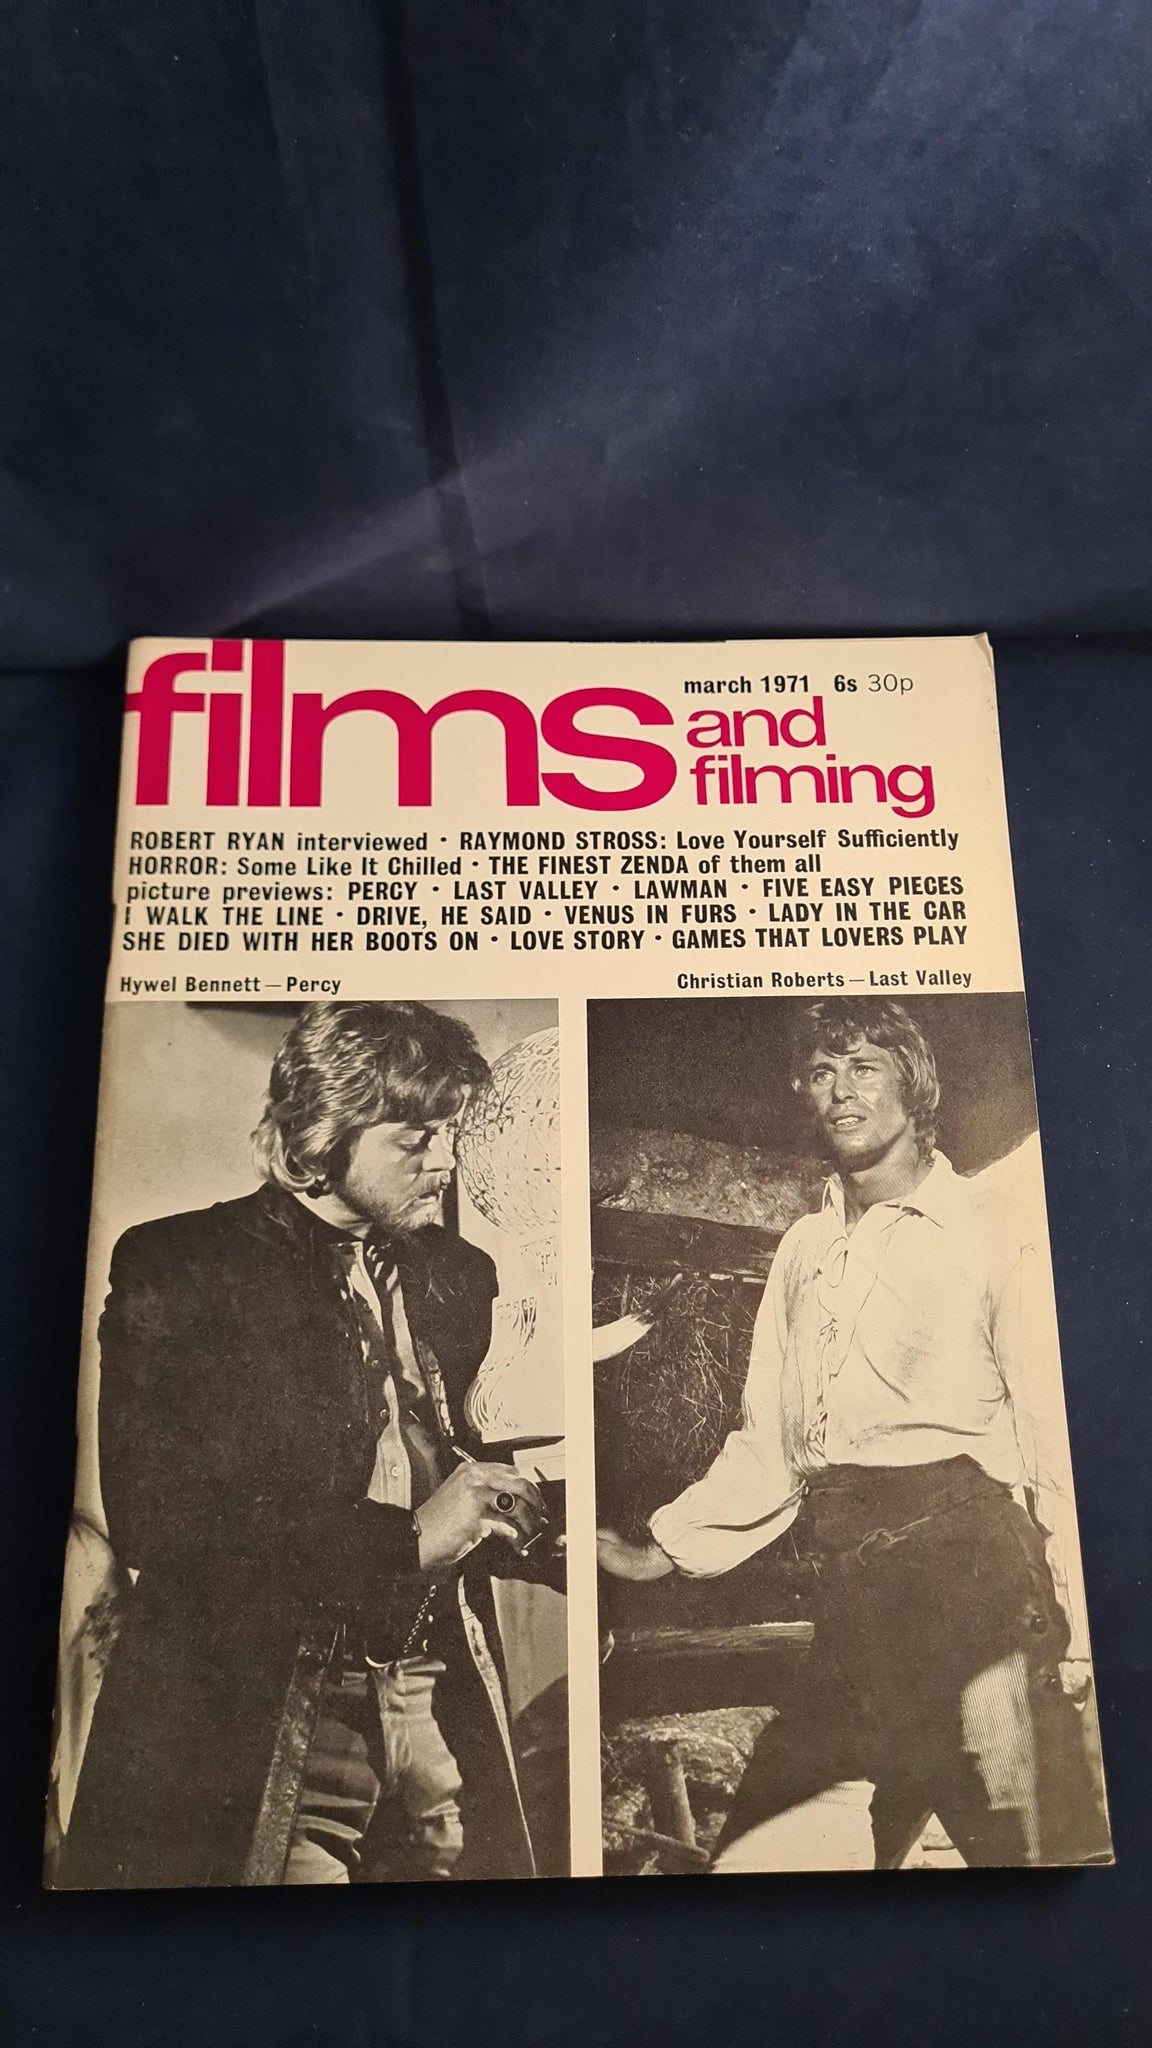 films
march 1971 6s 30p
and
filming
ROBERT RYAN interviewed · RAYMOND STROSS: Love Yourself Sufficiently
HORROR: Some Like It Chilled · THE FINEST ZENDA of them all
picture previews: PERCY · LAST VALLEY · LAWMAN · FIVE EASY PIECES
I WALK THE LINE · DRIVE, HE SAID · VENUS IN FURS · LADY IN THE CAR
SHE DIED WITH HER BOOTS ON · LOVE STORY · GAMES THAT LOVERS PLAY
Hywel Bennett — Percy
Christian Roberts — Last Valley